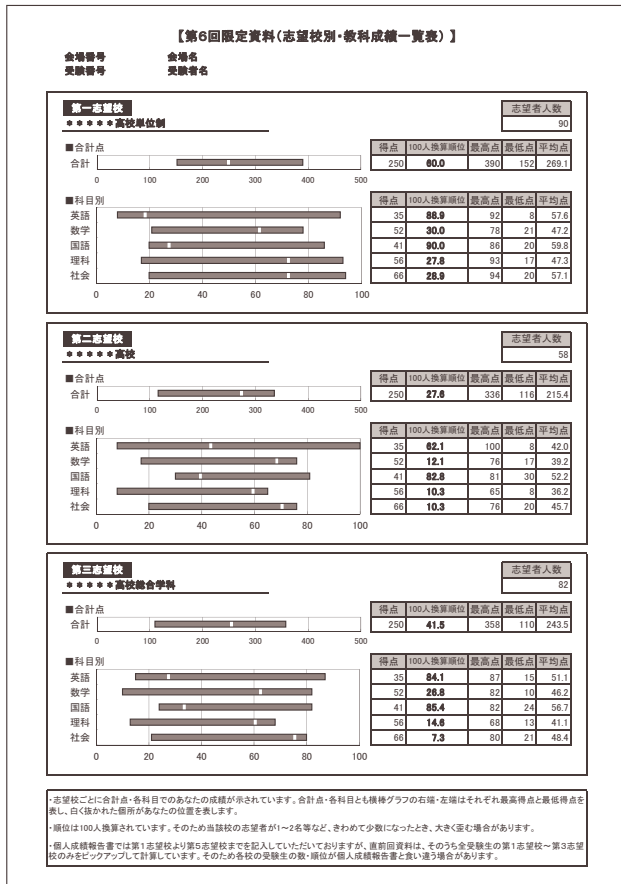 【第6回限定資料(志望校別・教科成績一覧表) 】
会場番号 会場名
受験番号 受験者名
第一志望校 志望者人数
＊＊＊＊＊高校単位制 90
■合計点 得点 100人換算順位 最高点 最低点 平均点
合計 250 60.0 390 152 269.1
0 100 200 300 400 500
■科目別 得点 100人換算順位 最高点 最低点 平均点
英語 35 88.9 92 8 57.6
数学 52 30.0 78 21 47.2
国語 41 90.0 86 20 59.8
理科 56 27.8 93 17 47.3
社会 66 28.9 94 20 57.1
0 20 40 60 80 100
第二志望校 志望者人数
＊＊＊＊＊高校 58
■合計点 得点 100人換算順位 最高点 最低点 平均点
合計 250 27.6 336 116 215.4
0 100 200 300 400 500
■科目別 得点 100人換算順位 最高点 最低点 平均点
英語 35 62.1 100 8 42.0
数学 52 12.1 76 17 39.2
国語 41 82.8 81 30 52.2
理科 56 10.3 65 8 36.2
社会 66 10.3 76 20 45.7
0 20 40 60 80 100
第三志望校 志望者人数
＊＊＊＊＊高校総合学科 82
■合計点 得点 100人換算順位 最高点 最低点 平均点
合計 250 41.5 358 110 243.5
0 100 200 300 400 500
■科目別 得点 100人換算順位 最高点 最低点 平均点
英語 35 84.1 87 15 51.1
数学 52 26.8 82 10 46.2
国語 41 85.4 82 24 56.7
理科 56 14.6 68 13 41.1
社会 66 7.3 80 21 48.4
0 20 40 60 80 100
・志望校ごとに合計点・各科目でのあなたの成績が示されています。合計点・各科目とも横棒グラフの右端・左端はそれぞれ最高得点と最低得点を
表し、白く抜かれた個所があなたの位置を表します。
・順位は100人換算されています。そのため当該校の志望者が1～2名等など、きわめて少数になったとき、大きく歪む場合があります。
・個人成績報告書では第1志望校より第5志望校までを記入していただいておりますが、直前回資料は、そのうち全受験生の第1志望校～第3志望校
のみをピックアップして計算しています。そのため各校の受験生の数・順位が個人成績報告書と食い違う場合があります。